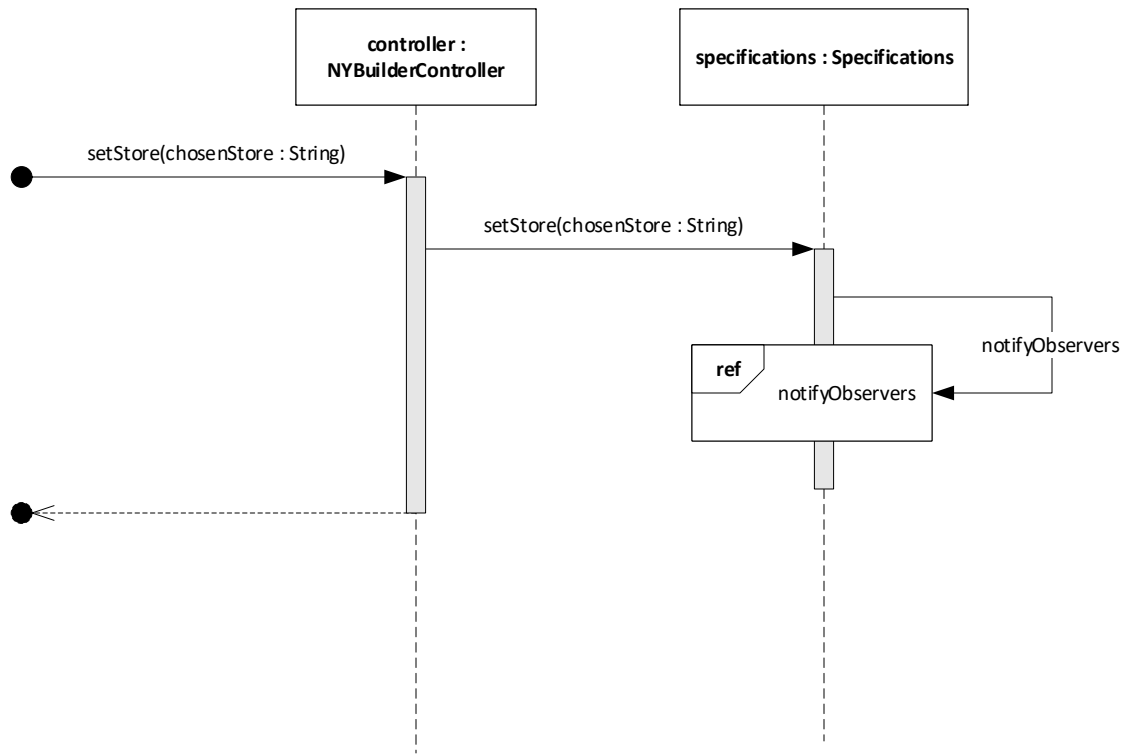 controller :
NYBuilderController
specifications : Specifications
setStore(chosenStore : String)
setStore(chosenStore : String)
notifyObservers
ref
notifyObservers